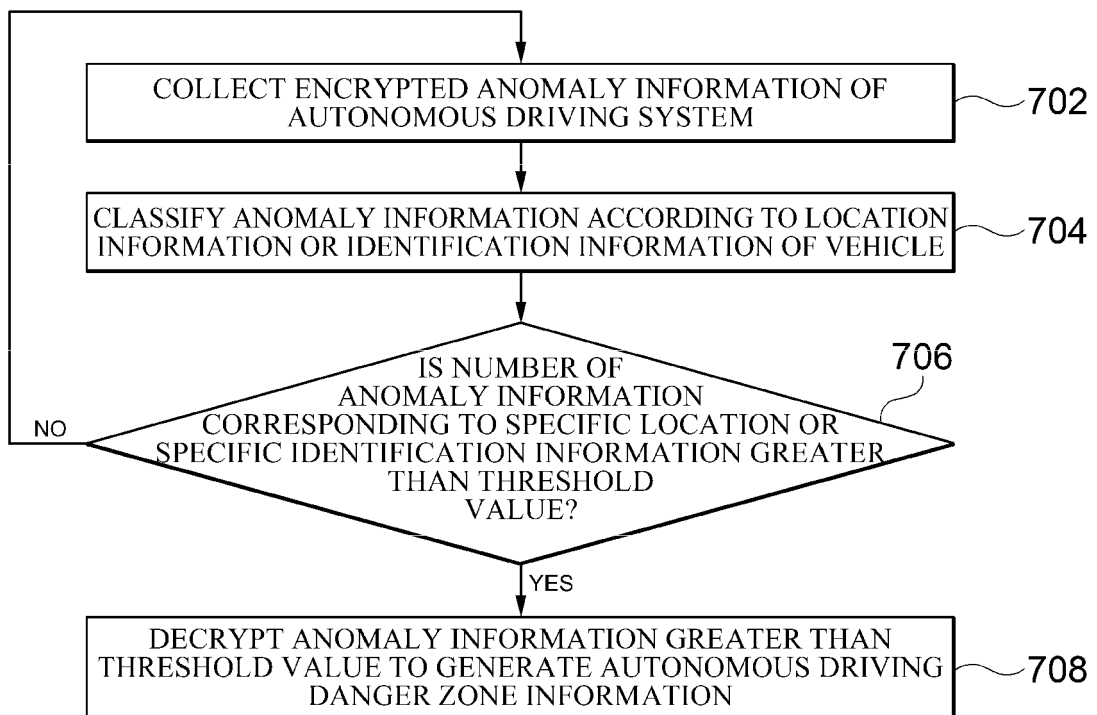 COLLECT ENCRYPTED ANOMALY INFORMATION OF
AUTONOMOUS DRIVING SYSTEM
702
CLASSIFY ANOMALY INFORMATION ACCORDING TO LOCATION
INFORMATION OR IDENTIFICATION INFORMATION OF VEHICLE
704
706
IS NUMBER OF
ANOMALY INFORMATION
CORRESPONDING TO SPECIFIC LOCATION OR
SPECIFIC IDENTIFICATION INFORMATION GREATER
THAN THRESHOLD
VALUE?
NO
YES
DECRYPT ANOMALY INFORMATION GREATER THAN
THRESHOLD VALUE TO GENERATE AUTONOMOUS DRIVING
DANGER ZONE INFORMATION
708